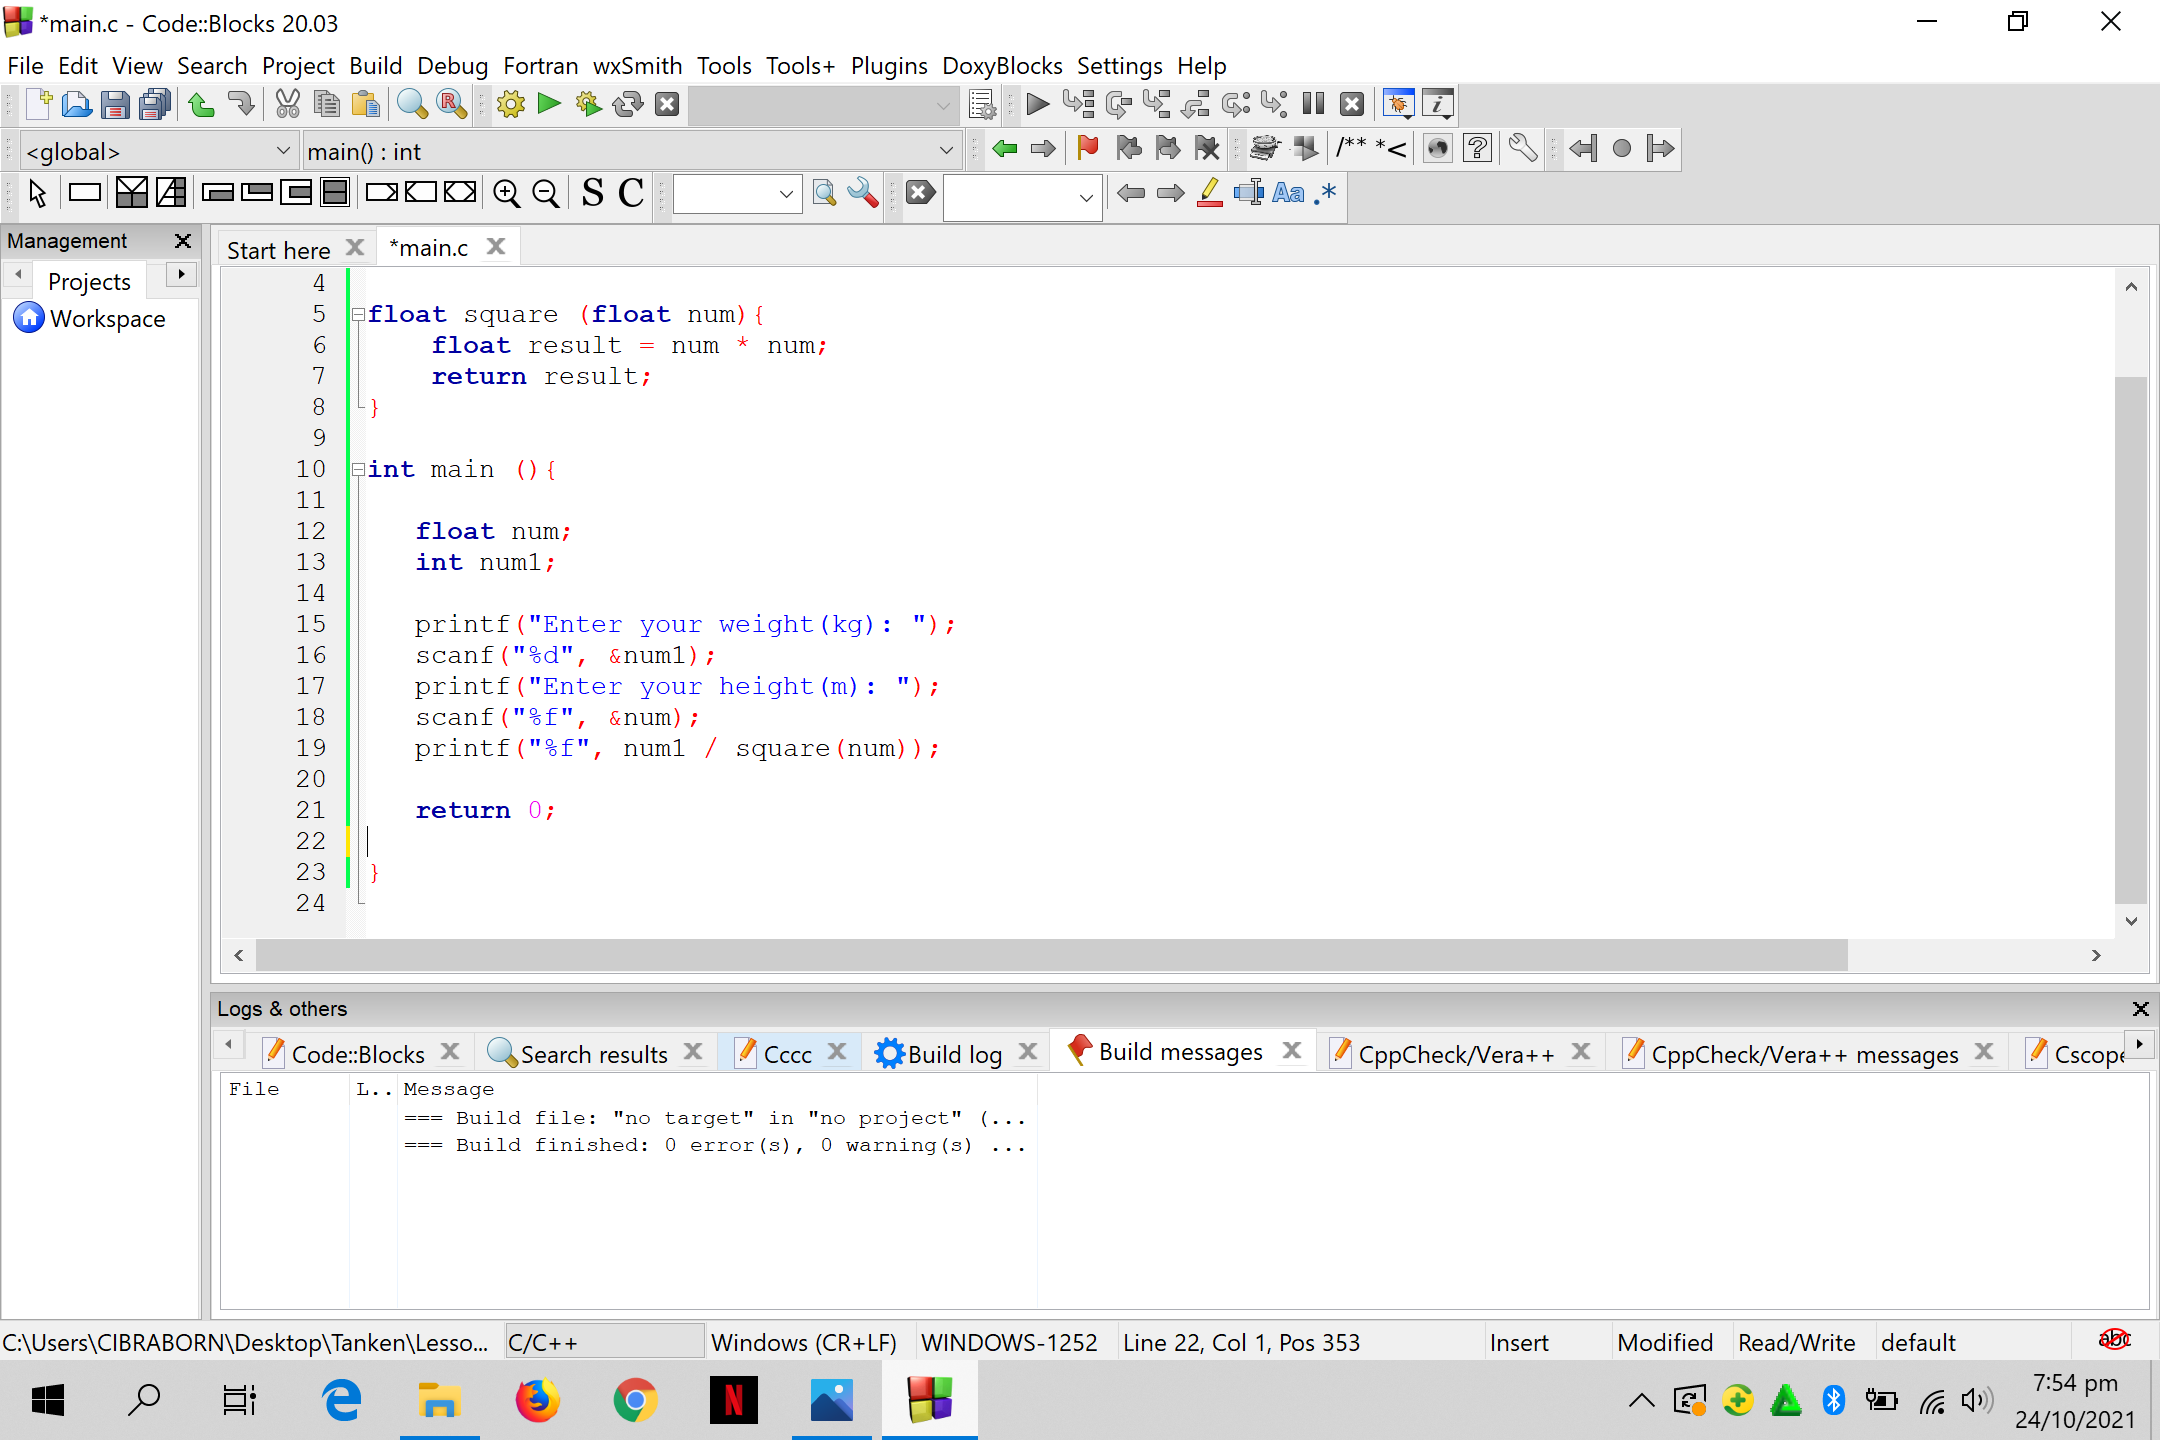 *main.c - Code::Blocks 20.03
File Edit View Search Project Build Debug Fortran wxSmith Tools Tools+ Plugins DoxyBlocks Settings Help
<global> main() : int /** *<
S C Aa .*
Management
Projects
Workspace
Start here *main.c
4
5 float square (float num){
6 float result = num * num;
7 return result;
8 }
9
10 int main (){
11
12 float num;
13 int num1;
14
15 printf("Enter your weight(kg): ");
16 scanf("%d", &num1);
17 printf("Enter your height(m): ");
18 scanf("%f", &num);
19 printf("%f", num1 / square(num));
20
21 return 0;
22
23 }
24
Logs & others
Code::Blocks Search results Cccc Build log Build messages CppCheck/Vera++ CppCheck/Vera++ messages Cscope
File L.. Message
=== Build file: "no target" in "no project" (...
=== Build finished: 0 error(s), 0 warning(s) ...
C:\Users\CIBRABORN\Desktop\Tanken\Lesso... C/C++ Windows (CR+LF) WINDOWS-1252 Line 22, Col 1, Pos 353 Insert Modified Read/Write default abc
7:54 pm
24/10/2021